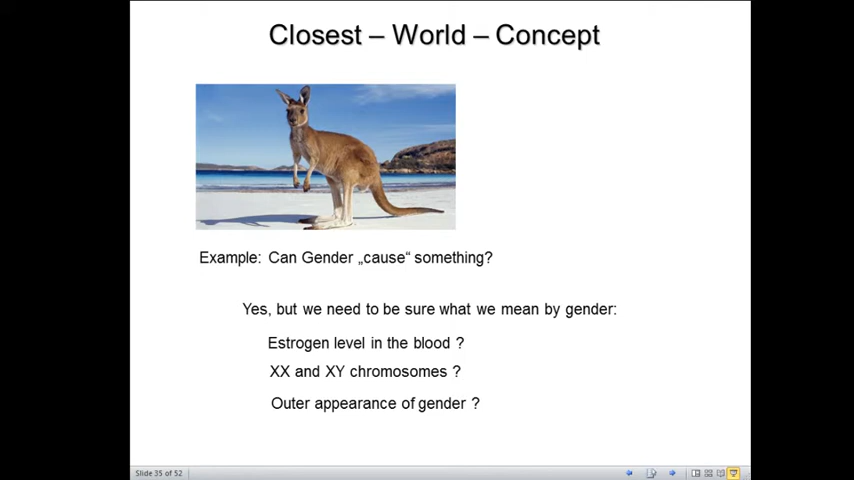 Closest – World – Concept
Example: Can Gender „cause“ something?
Yes, but we need to be sure what we mean by gender:
Estrogen level in the blood ?
XX and XY chromosomes ?
Outer appearance of gender ?
Slide 35 of 52